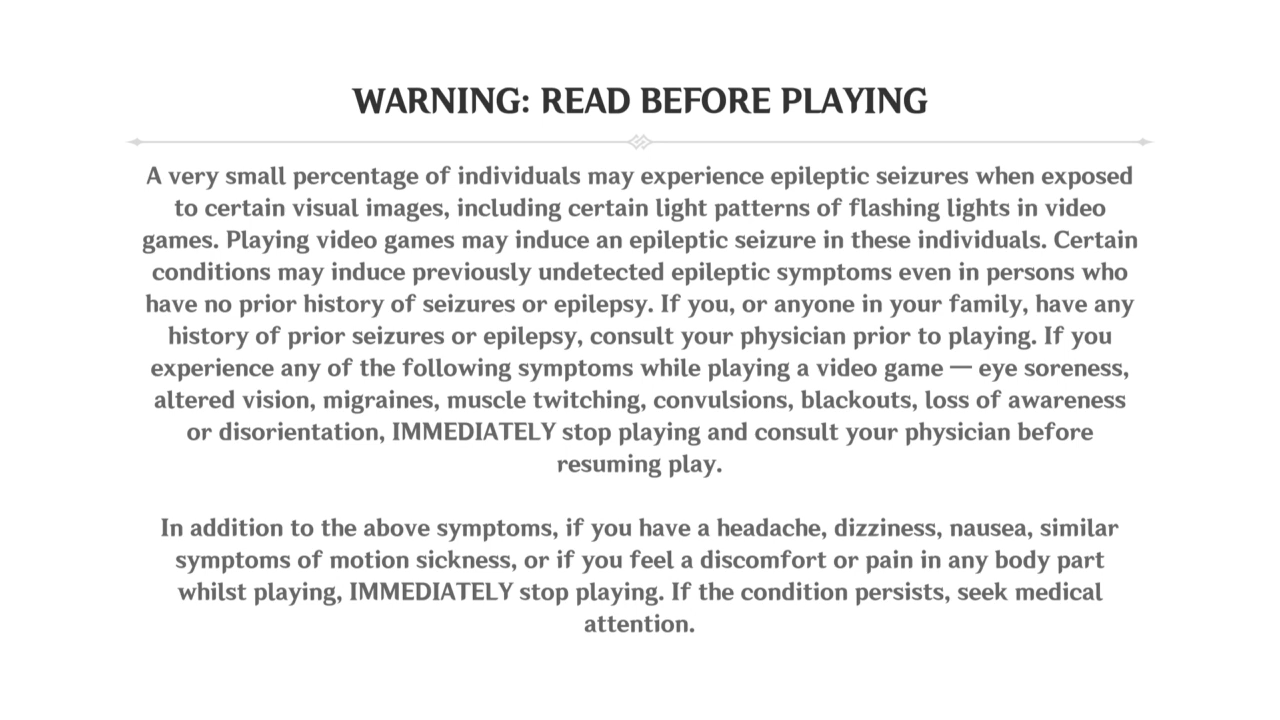 WARNING: READ BEFORE PLAYING
A very small percentage of individuals may experience epileptic seizures when exposed
to certain visual images, including certain light patterns of flashing lights in video
games. Playing video games may induce an epileptic seizure in these individuals. Certain
conditions may induce previously undetected epileptic symptoms even in persons who
have no prior history of seizures or epilepsy. If you, or anyone in your family, have any
history of prior seizures or epilepsy, consult your physician prior to playing. If you
experience any of the following symptoms while playing a video game — eye soreness,
altered vision, migraines, muscle twitching, convulsions, blackouts, loss of awareness
or disorientation, IMMEDIATELY stop playing and consult your physician before
resuming play.
In addition to the above symptoms, if you have a headache, dizziness, nausea, similar
symptoms of motion sickness, or if you feel a discomfort or pain in any body part
whilst playing, IMMEDIATELY stop playing. If the condition persists, seek medical
attention.